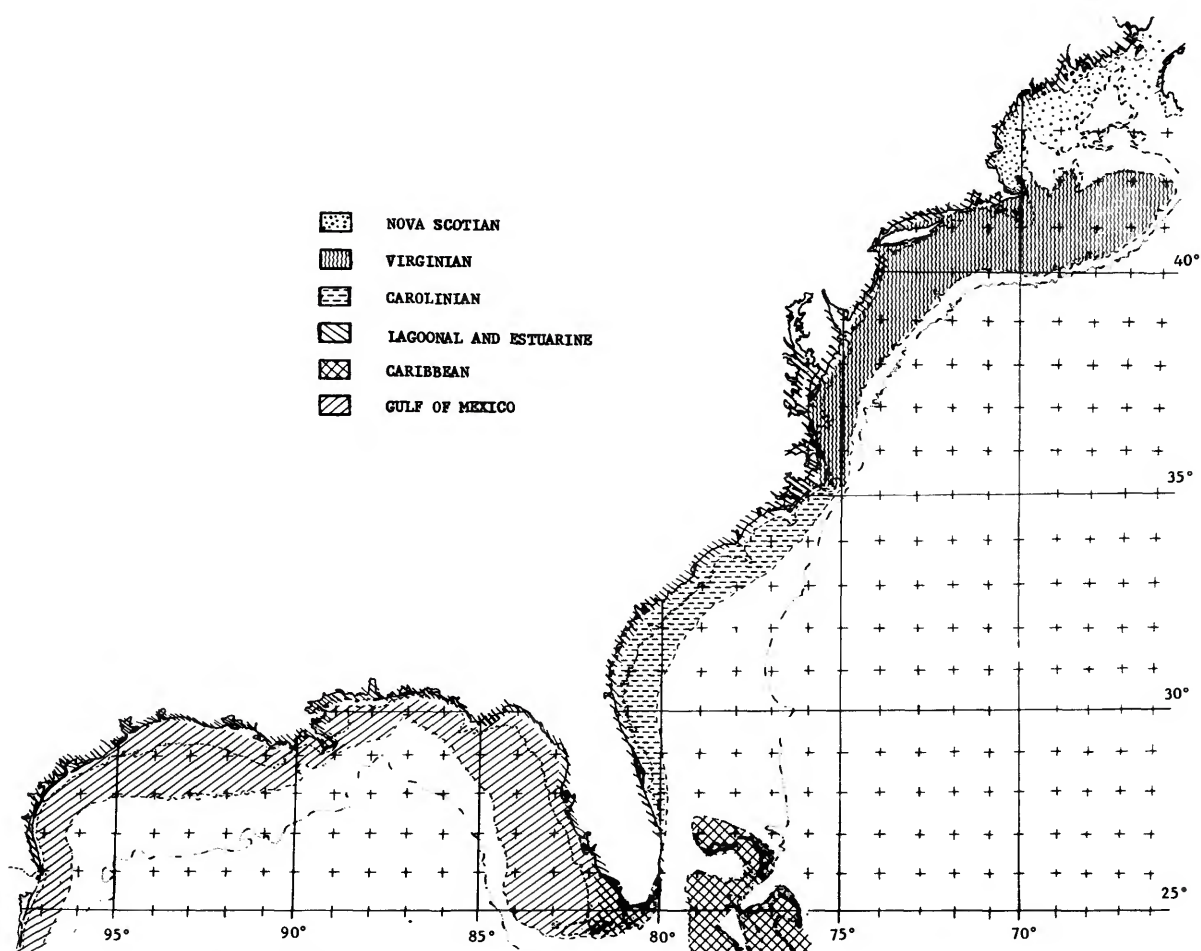 NOVA SCOTIAN
VIRGINIAN
CAROLINIAN
LAGOONAL AND ESTUARINE
CARIBBEAN
GULF OF MEXICO
40°
35°
30°
25°
95°
90°
85°
80°
75°
70°